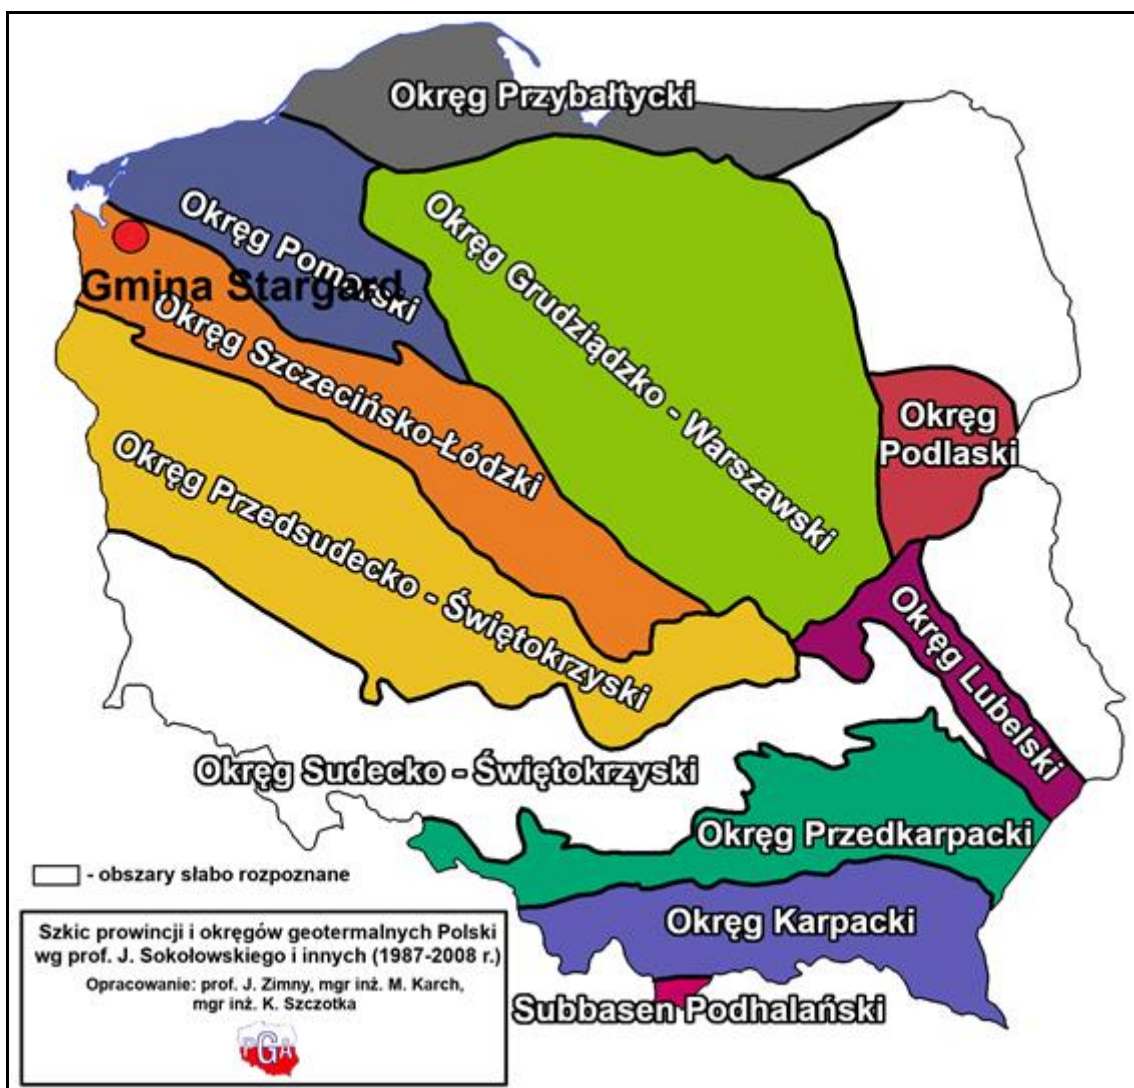 Okręg Przybałtycki
Okręg Pomorski
Gmina Stargard
Okręg Grudziądzko - Warszawski
Okręg Szczecińsko-Łódzki
Okręg
Podlaski
Okręg Przedsudecko - Świętokrzyski
Okręg Lubelski
Okręg Sudecko - Świętokrzyski
Okręg Przedkarpacki
- obszary słabo rozpoznane
Okręg Karpacki
Szkic prowincji i okręgów geotermalnych Polski
wg prof. J. Sokołowskiego i innych (1987-2008 r.)
Opracowanie: prof. J. Zimny, mgr inż. M. Karch,
mgr inż. K. Szczotka
PGA
Subbasen Podhalański